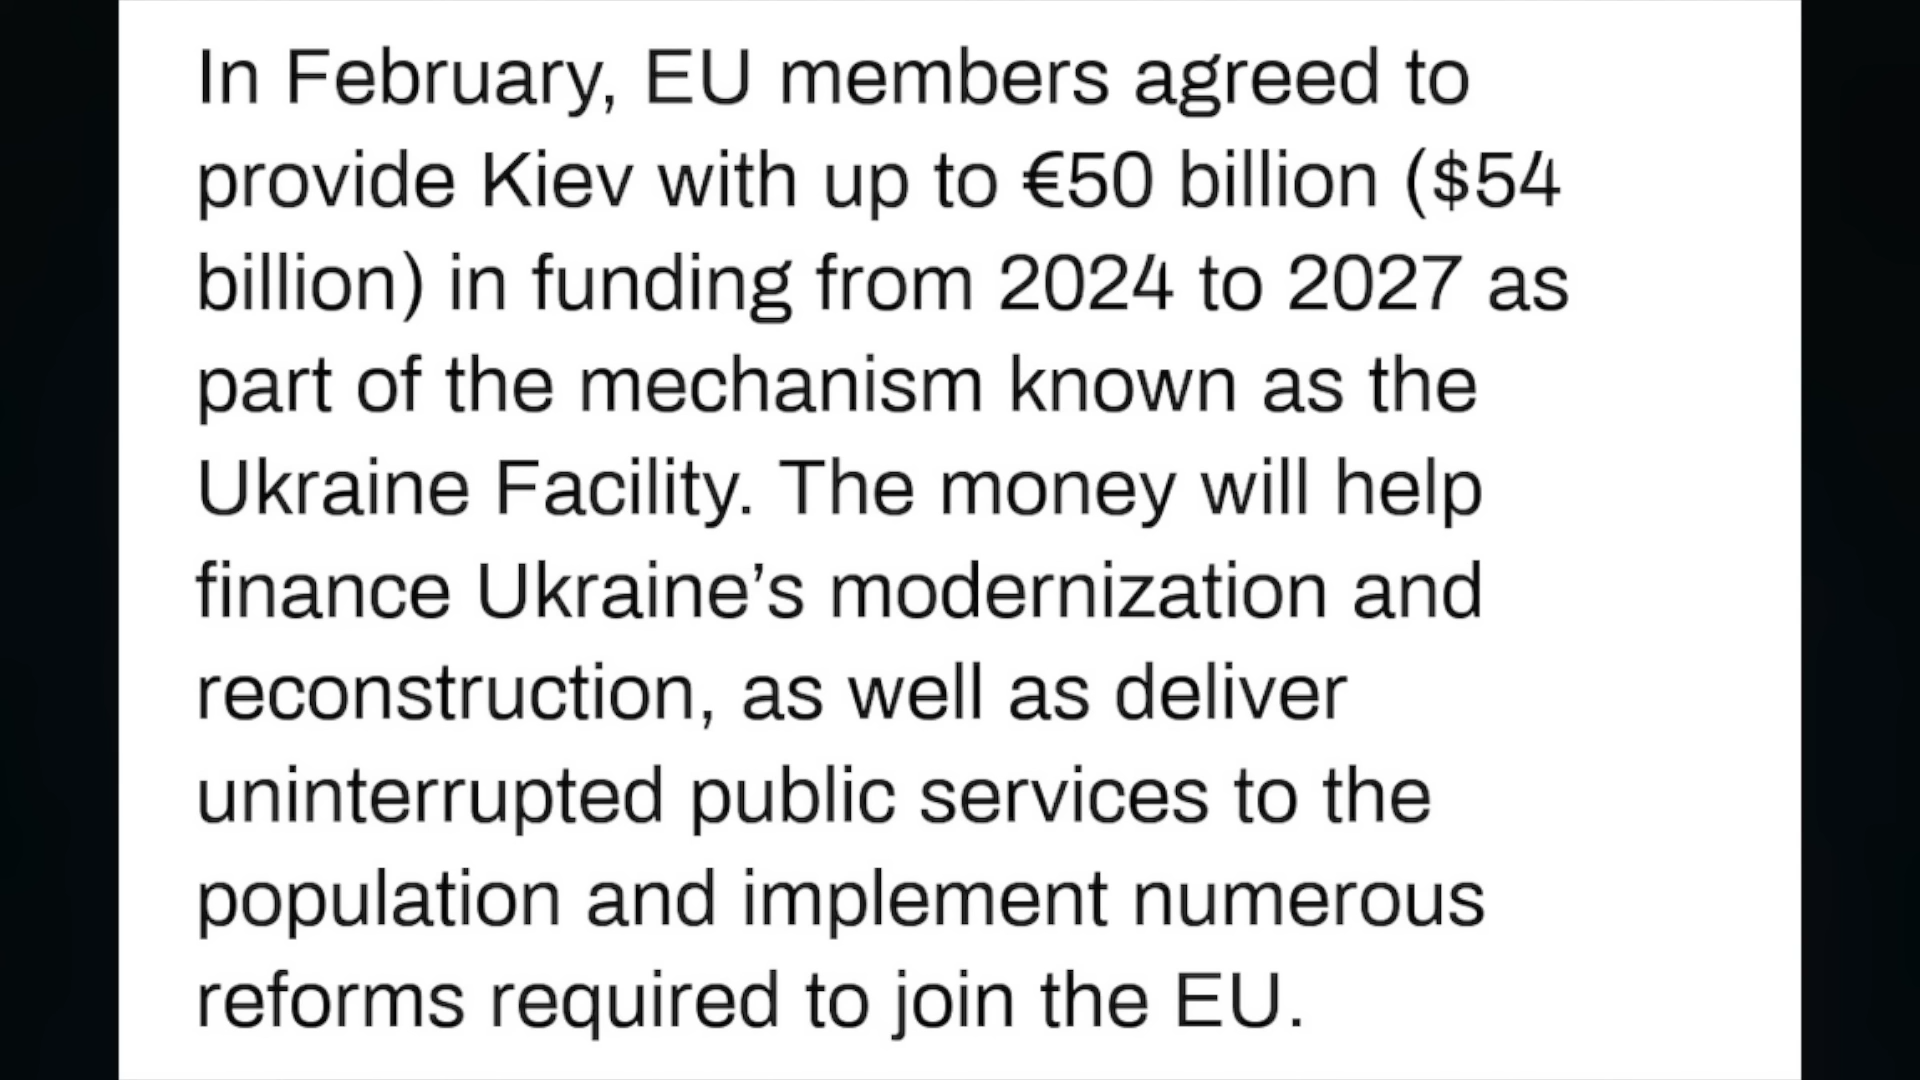 In February, EU members agreed to
provide Kiev with up to €50 billion ($54
billion) in funding from 2024 to 2027 as
part of the mechanism known as the
Ukraine Facility. The money will help
finance Ukraine’s modernization and
reconstruction, as well as deliver
uninterrupted public services to the
population and implement numerous
reforms required to join the EU.